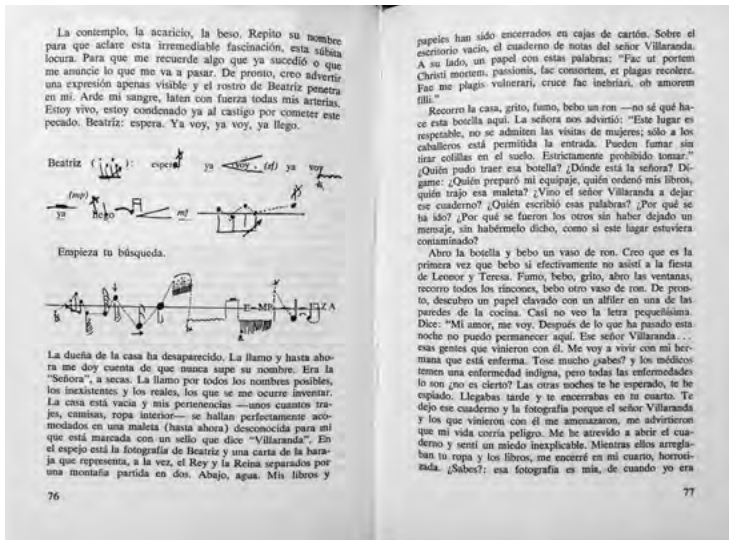 La contemplo, la acaricio, la beso. Repito su nombre
para que aclare esta irremediable fascinación, esta súbita
locura. Para que me recuerde algo que ya sucedió o que
me anuncie lo que me va a pasar. De pronto, creo advertir
una expresión apenas visible y el rostro de Beatriz penetra
en mí. Arde mi sangre, laten con fuerza todas mis arterias.
Estoy vivo, estoy condenado ya al castigo por cometer este
pecado. Beatriz: espera. Ya voy, ya voy, ya llego.
Beatriz ( ): espera ya voy, (sf) ya voy
(mp)
ya llego mf
Empieza tu búsqueda.
E-MP EZA
La dueña de la casa ha desaparecido. La llamo y hasta aho-
ra me doy cuenta de que nunca supe su nombre. Era la
"Señora", a secas. La llamo por todos los nombres posibles,
los inexistentes y los reales, los que se me ocurre inventar.
La casa está vacía y mis pertenencias —unos cuantos tra-
jes, camisas, ropa interior— se hallan perfectamente aco-
modados en una maleta (hasta ahora) desconocida para mí
que está marcada con un sello que dice "Villaranda". En
el espejo está la fotografía de Beatriz y una carta de la bara-
ja que representa, a la vez, el Rey y la Reina separados por
una montaña partida en dos. Abajo, agua. Mis libros y
76
papeles han sido encerrados en cajas de cartón. Sobre el
escritorio vacío, el cuaderno de notas del señor Villaranda.
A su lado, un papel con estas palabras: "Fac ut portem
Christi mortem, passionis, fac consortem, et plagas recolere.
Fac me plagis vulnerari, cruce fac inebriari, ob amorem
filli."
Recorro la casa, grito, fumo, bebo un ron —no sé qué ha-
ce esta botella aquí. La señora nos advirtió: "Este lugar es
respetable, no se admiten las visitas de mujeres; sólo a los
caballeros está permitida la entrada. Pueden fumar sin
tirar colillas en el suelo. Estrictamente prohibido tomar."
¿Quién pudo traer esa botella? ¿Dónde está la señora? Dí-
game: ¿Quién preparó mi equipaje, quién ordenó mis libros,
quién trajo esa maleta? ¿Vino el señor Villaranda a dejar
ese cuaderno? ¿Quién escribió esas palabras? ¿Por qué se
ha ido? ¿Por qué se fueron los otros sin haber dejado un
mensaje, sin habérmelo dicho, como si este lugar estuviera
contaminado?
Abro la botella y bebo un vaso de ron. Creo que es la
primera vez que bebo si efectivamente no asistí a la fiesta
de Leonor y Teresa. Fumo, bebo, grito, abro las ventanas,
recorro todos los rincones, bebo otro vaso de ron. De pron-
to, descubro un papel clavado con un alfiler en una de las
paredes de la cocina. Casi no veo la letra pequeñísima.
Dice: "Mi amor, me voy. Después de lo que ha pasado esta
noche no puedo permanecer aquí. Ese señor Villaranda...
esas gentes que vinieron con él. Me voy a vivir con mi her-
mana que está enferma. Tose mucho ¿sabes? y los médicos
temen una enfermedad indigna, pero todas las enfermedades
lo son ¿no es cierto? Las otras noches te he esperado, te he
espiado. Llegabas tarde y te encerrabas en tu cuarto. Te
dejo ese cuaderno y la fotografía porque el señor Villaranda
y los que vinieron con él me amenazaron, me advirtieron
que mi vida corría peligro. Me he atrevido a abrir el cua-
derno y sentí un miedo inexplicable. Mientras ellos arregla-
ban tu ropa y los libros, me encerré en mi cuarto, horrori-
zada. ¿Sabes?: esa fotografía es mía, de cuando yo era
77